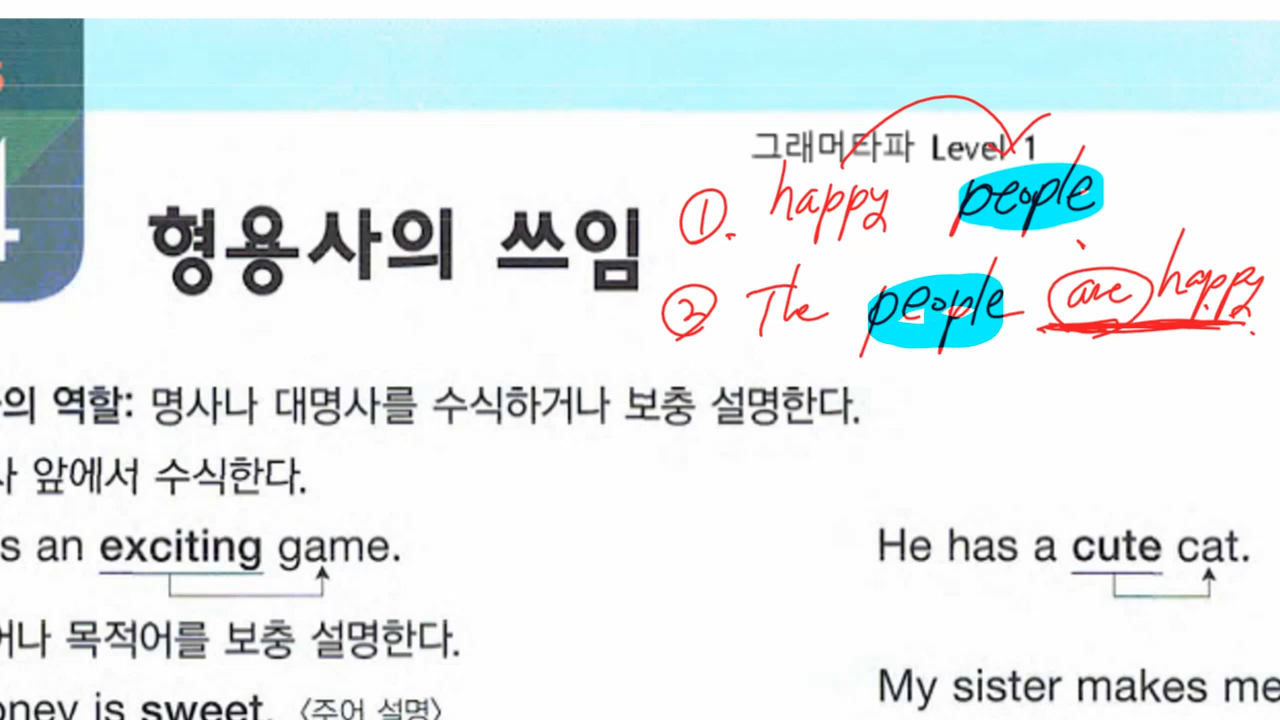 그래머타파 Level 1
4
형용사의 쓰임
①. happy people
② The people are happy.
의 역할: 명사나 대명사를 수식하거나 보충 설명한다.
앞에서 수식한다.
an exciting game.
He has a cute cat.
목적어를 보충 설명한다.
My sister makes me
is sweet. <주어 설명>